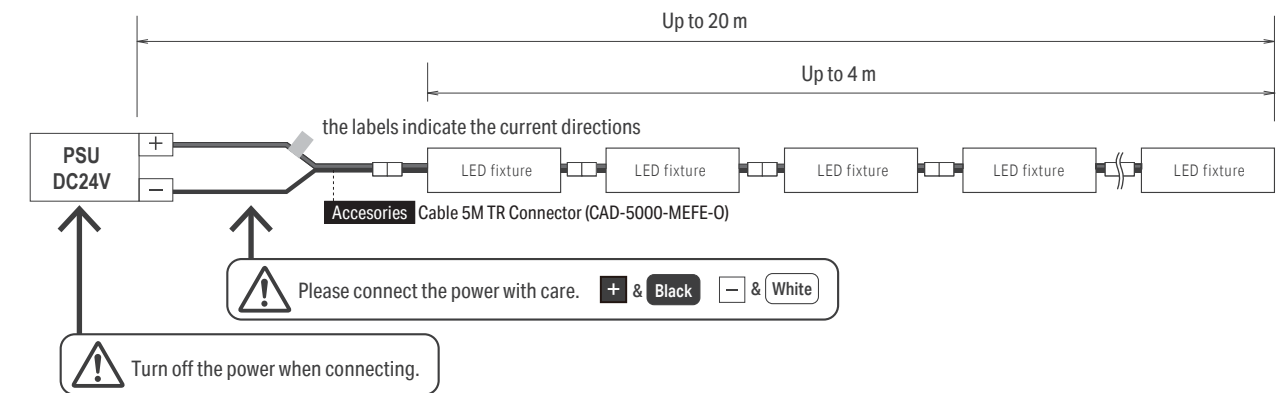 Up to 20 m
Up to 4 m
the labels indicate the current directions
PSU
DC24V
+
−
LED fixture
LED fixture
LED fixture
LED fixture
LED fixture
Accesories Cable 5M TR Connector (CAD-5000-MEFE-O)
Please connect the power with care. + & Black − & White
Turn off the power when connecting.